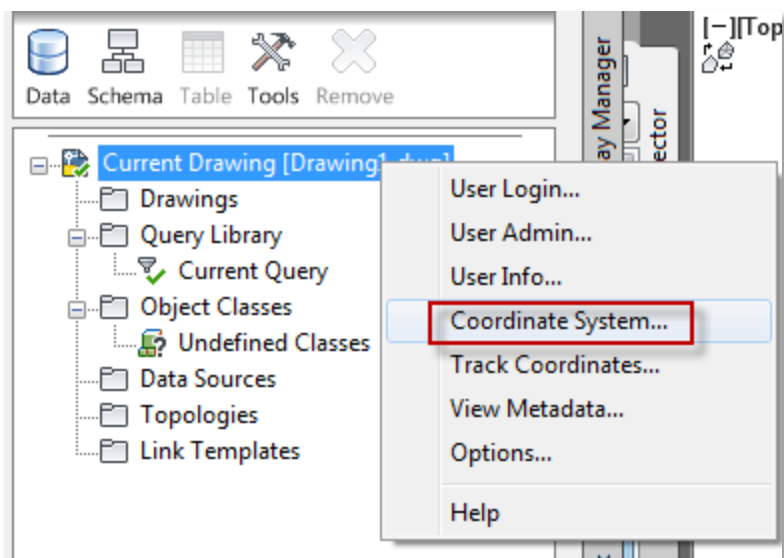 Data Schema Table Tools Remove
Current Drawing [Drawing1.dwg]
Drawings
Query Library
Current Query
Object Classes
Undefined Classes
Data Sources
Topologies
Link Templates
User Login...
User Admin...
User Info...
Coordinate System...
Track Coordinates...
View Metadata...
Options...
Help
ay Manager
ector
[−][Top